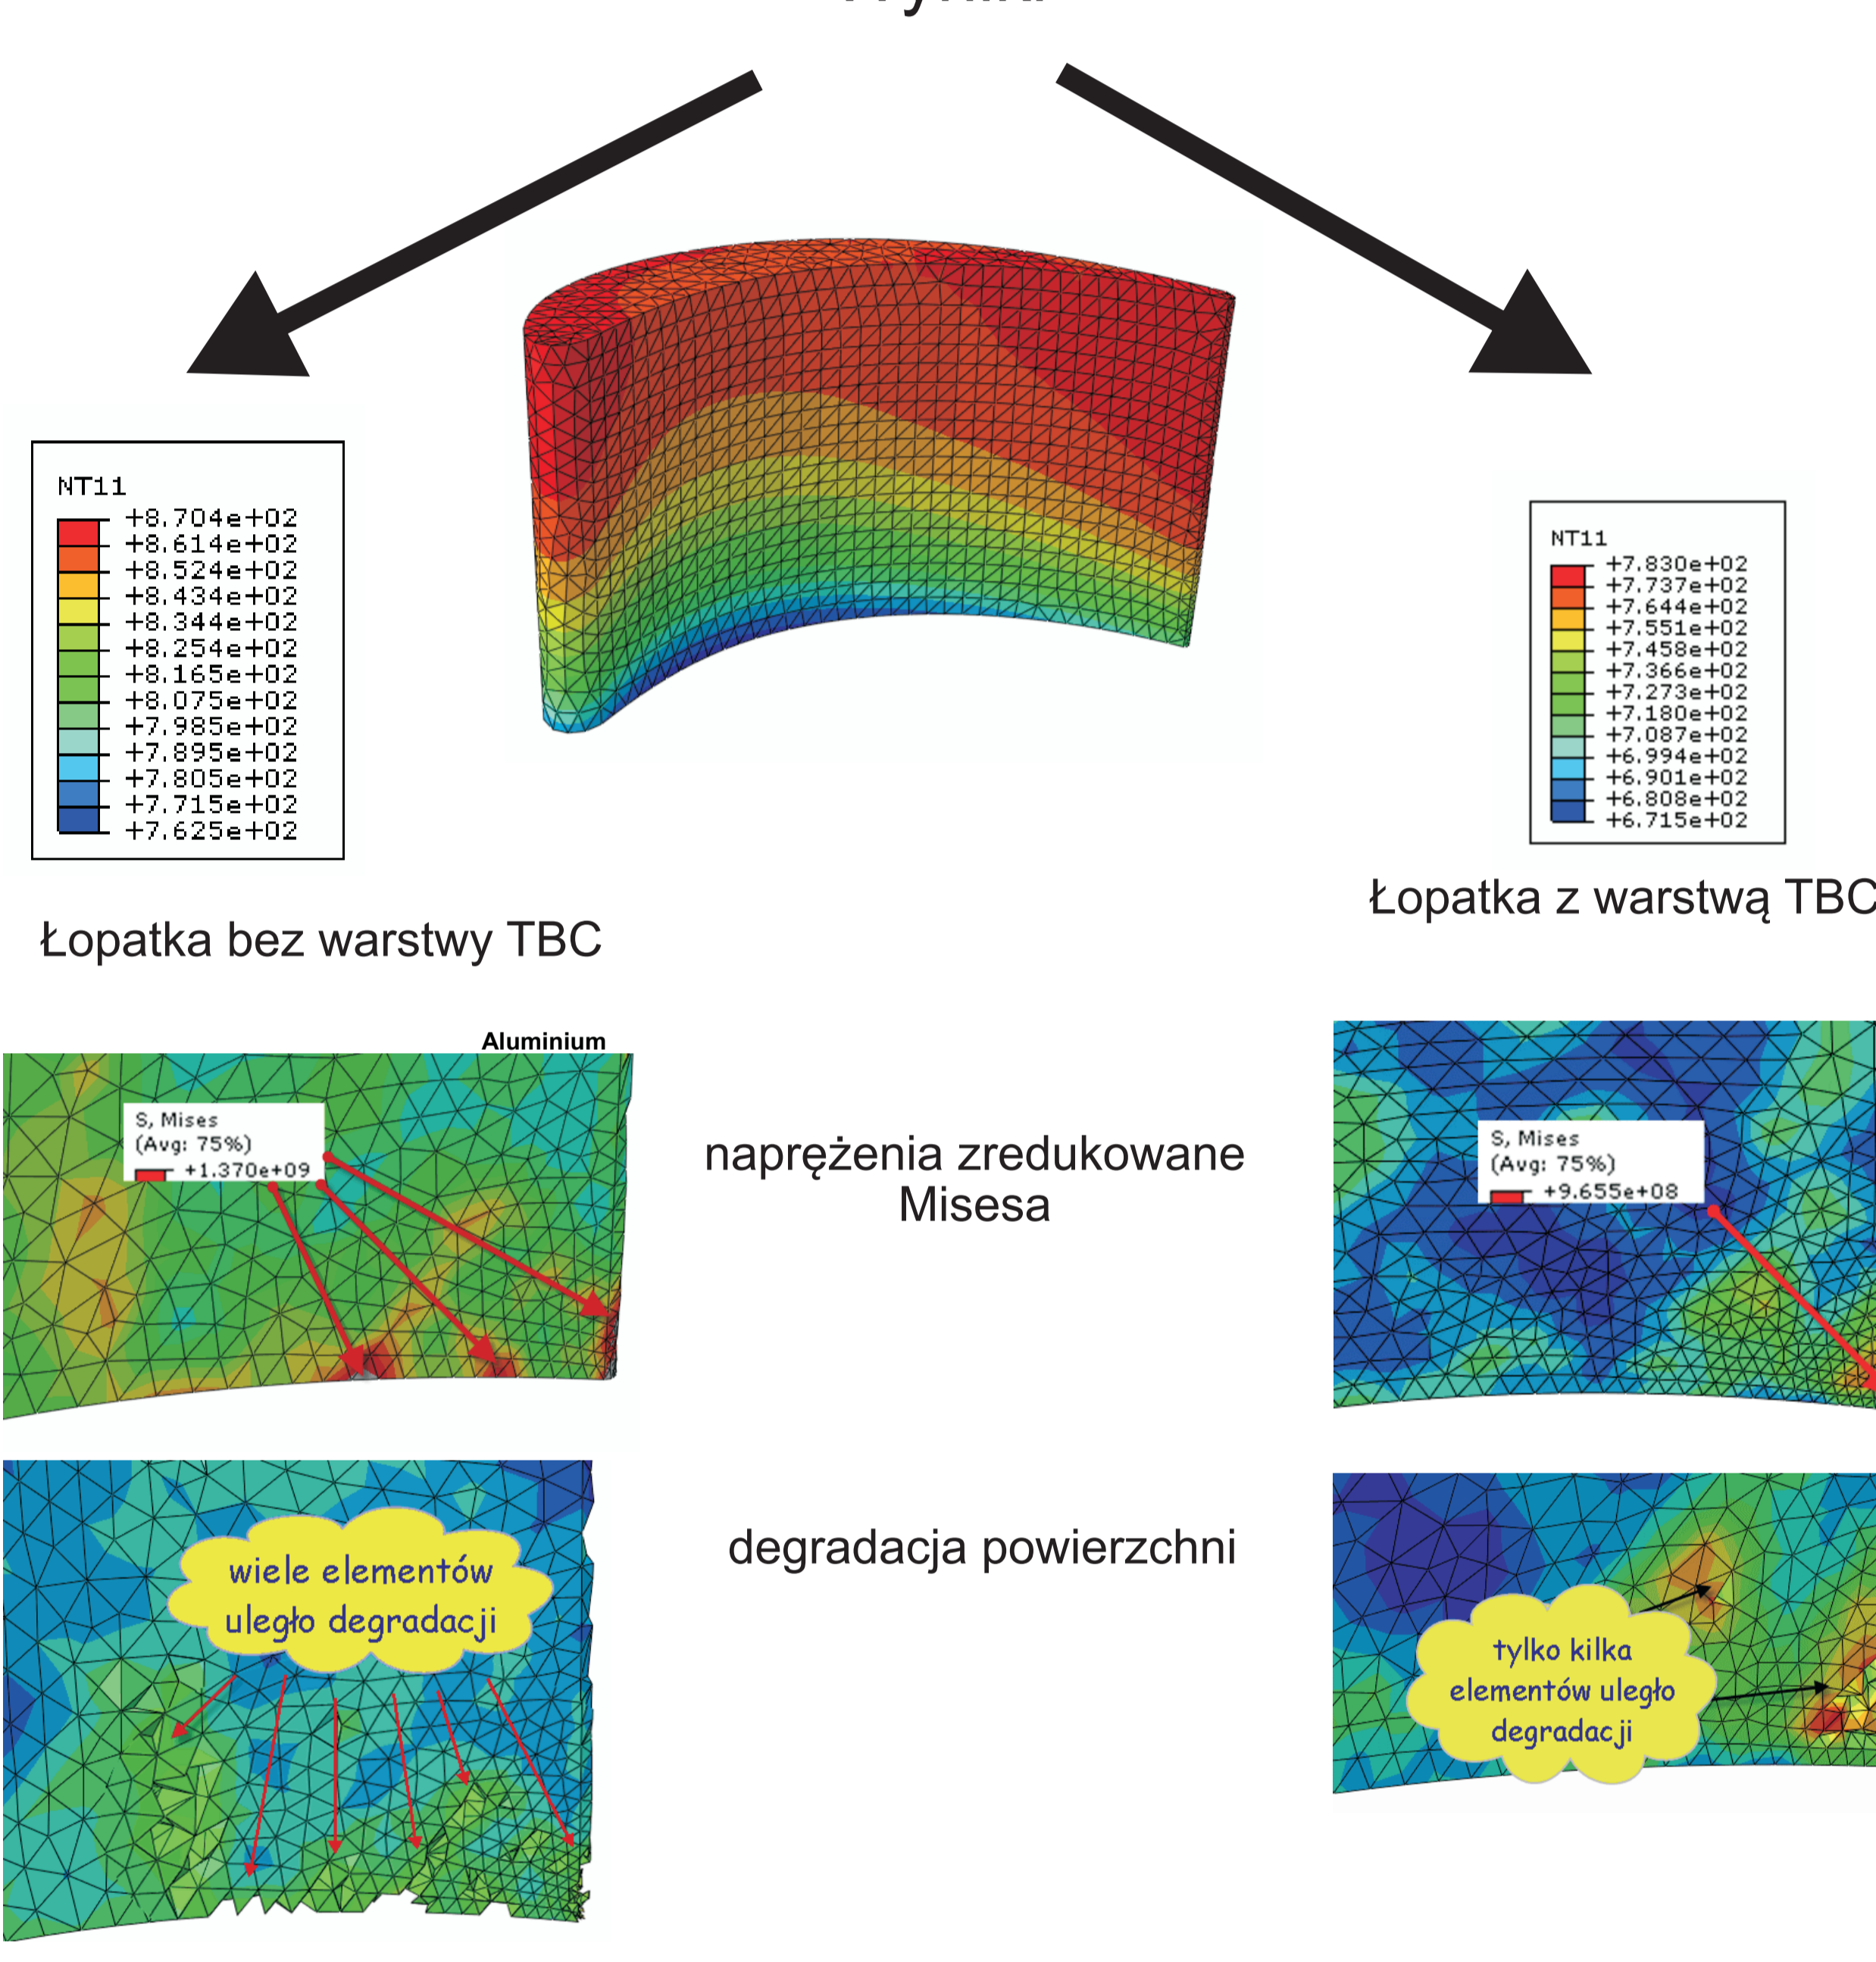 NT11
+8.704e+02
+8.614e+02
+8.524e+02
+8.434e+02
+8.344e+02
+8.254e+02
+8.165e+02
+8.075e+02
+7.985e+02
+7.895e+02
+7.805e+02
+7.715e+02
+7.625e+02
Łopatka bez warstwy TBC
NT11
+7.830e+02
+7.737e+02
+7.644e+02
+7.551e+02
+7.458e+02
+7.366e+02
+7.273e+02
+7.180e+02
+7.087e+02
+6.994e+02
+6.901e+02
+6.808e+02
+6.715e+02
Łopatka z warstwą TBC
Aluminium
S, Mises
(Avg: 75%)
+1.370e+09
naprężenia zredukowane
Misesa
S, Mises
(Avg: 75%)
+9.655e+08
wiele elementów
uległo degradacji
degradacja powierzchni
tylko kilka
elementów uległo
degradacji